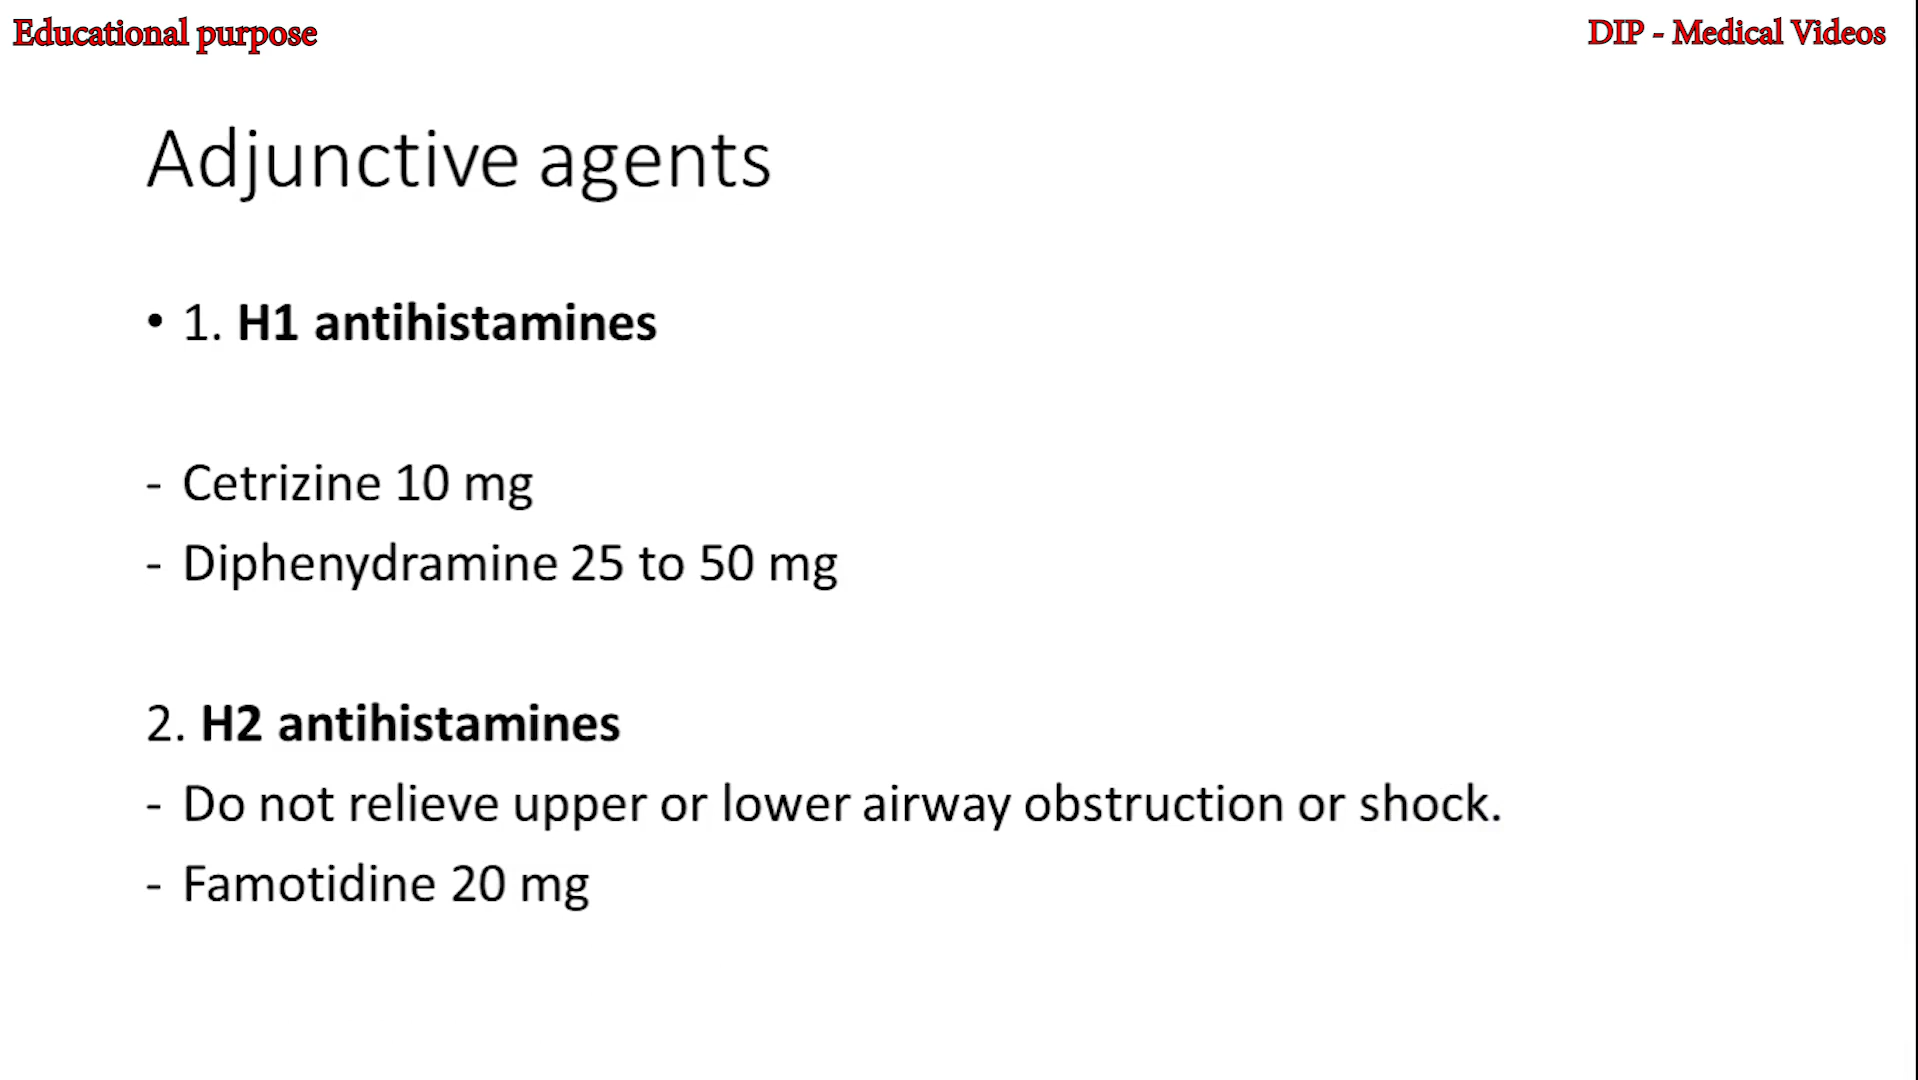 Educational purpose
DIP - Medical Videos
Adjunctive agents
• 1. H1 antihistamines
- Cetrizine 10 mg
- Diphenydramine 25 to 50 mg
2. H2 antihistamines
- Do not relieve upper or lower airway obstruction or shock.
- Famotidine 20 mg